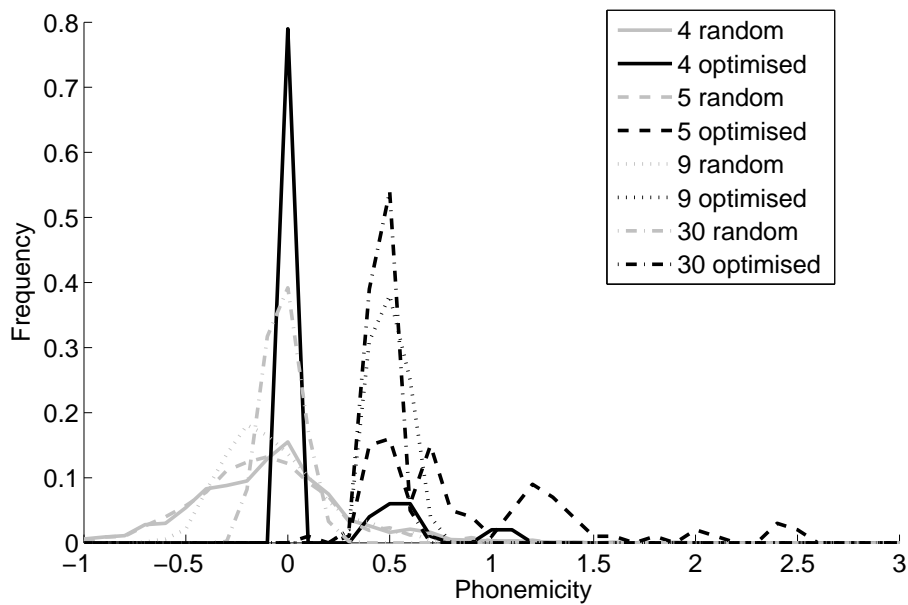 0.8
0.7
0.6
0.5
0.4
0.3
0.2
0.1
0
Frequency
−1
−0.5
0
0.5
1
1.5
2
2.5
3
Phonemicity
4 random
4 optimised
5 random
5 optimised
9 random
9 optimised
30 random
30 optimised